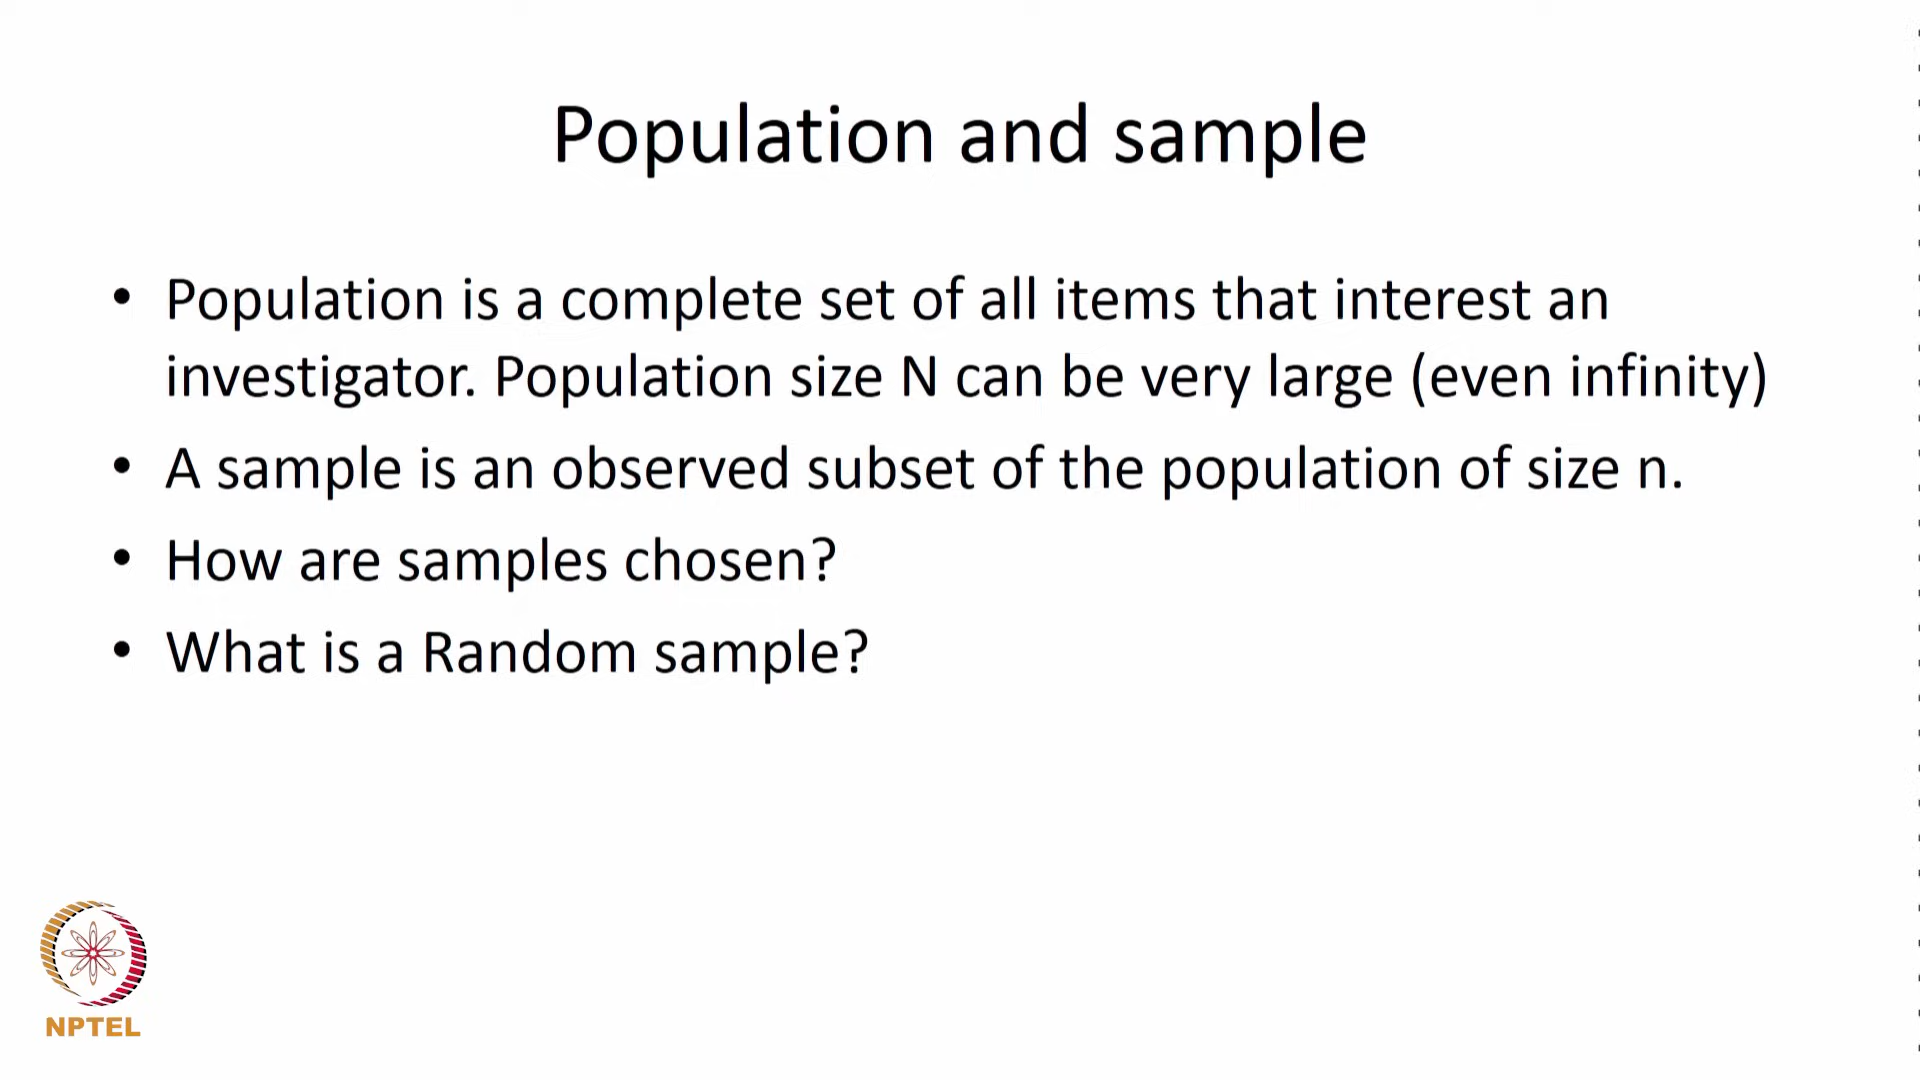 Population and sample
• Population is a complete set of all items that interest an
investigator. Population size N can be very large (even infinity)
• A sample is an observed subset of the population of size n.
• How are samples chosen?
• What is a Random sample?
NPTEL